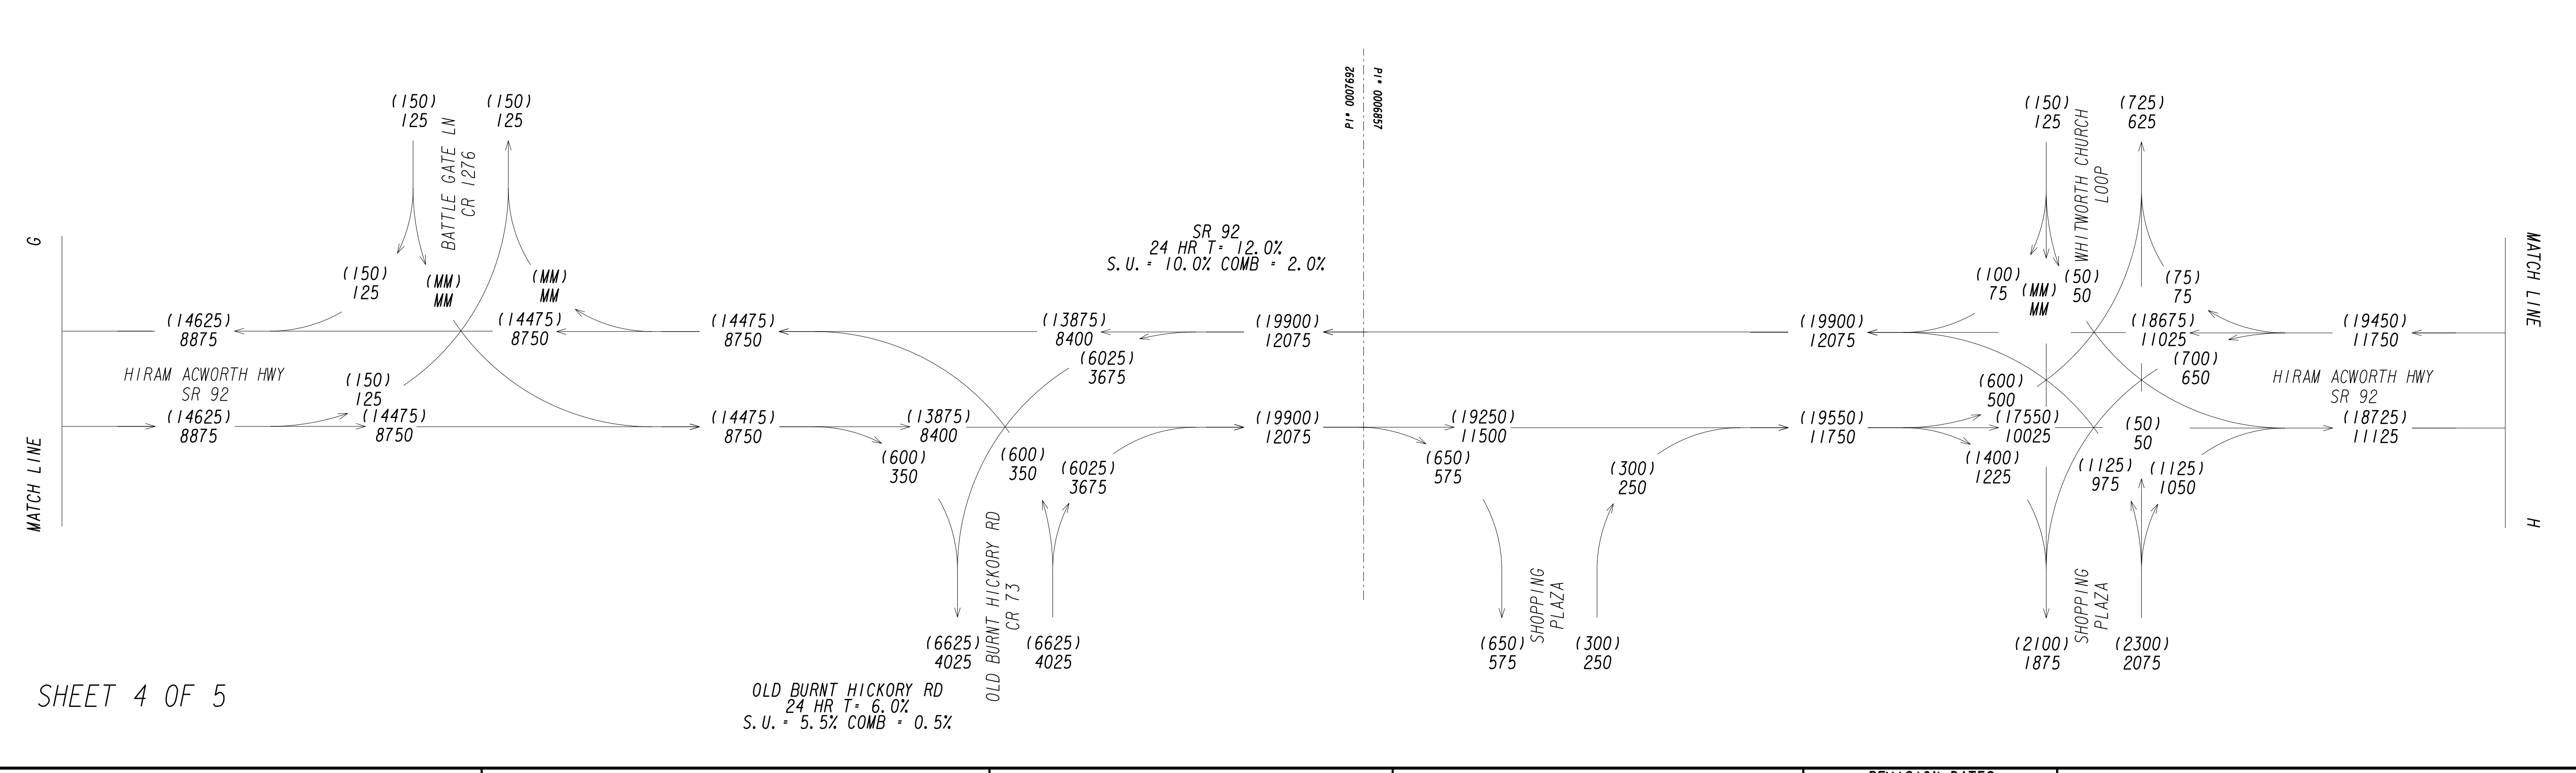 (150)
125
(150)
125
BATTLE GATE LN
CR 1276
G
MATCH LINE
(150)
125
(MM)
MM
(MM)
MM
(14625)
8875
(14475)
8750
(14475)
8750
HIRAM ACWORTH HWY
SR 92
(150)
125
(14625)
8875
(14475)
8750
(14475)
8750
SR 92
24 HR T= 12.0%
S.U. = 10.0% COMB = 2.0%
(13875)
8400
(6025)
3675
(19900)
12075
(13875)
8400
(600)
350
(600)
350
(6025)
3675
(19900)
12075
OLD BURNT HICKORY RD
CR 73
(6625)
4025
(6625)
4025
OLD BURNT HICKORY RD
24 HR T= 6.0%
S.U. = 5.5% COMB = 0.5%
PI# 0007692
PI# 0006857
(19250)
11500
(650)
575
(300)
250
SHOPPING
PLAZA
(650)
575
(300)
250
(19900)
12075
(19550)
11750
(150)
125
(725)
625
WHITWORTH CHURCH
LOOP
(100)
75
(MM)
MM
(50)
50
(75)
75
(18675)
11025
(700)
650
(19450)
11750
HIRAM ACWORTH HWY
SR 92
(600)
500
(17550)
10025
(1400)
1225
(50)
50
(1125)
975
(1125)
1050
(18725)
11125
SHOPPING
PLAZA
(2100)
1875
(2300)
2075
MATCH LINE
H
SHEET 4 OF 5